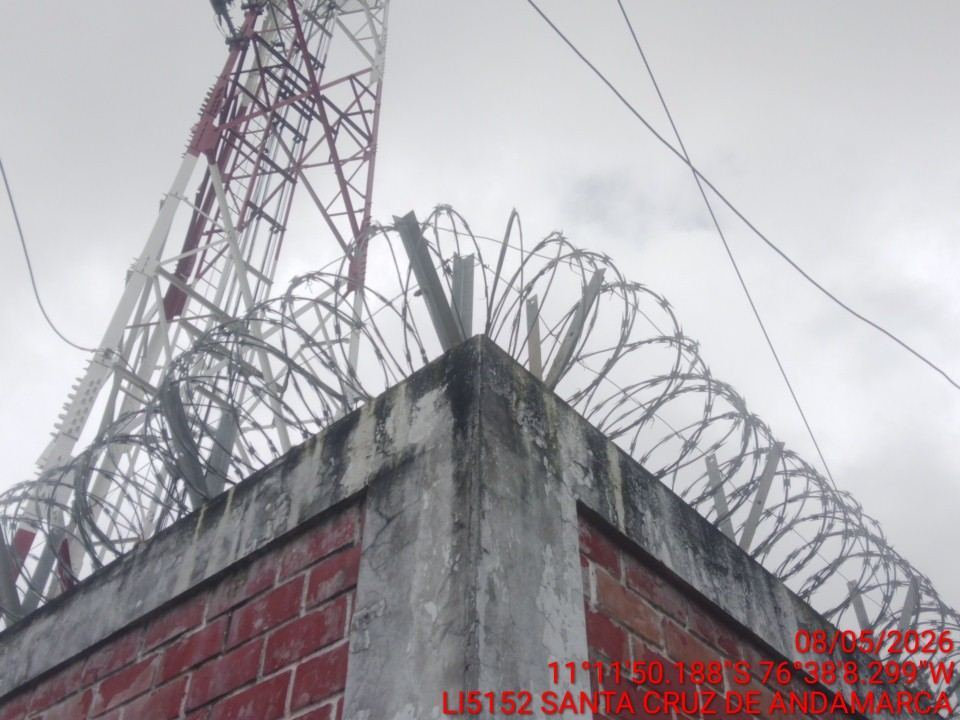 08/05/2026
11°11'50.188"S 76°38'8.299"W
LI5152 SANTA CRUZ DE ANDAMARCA